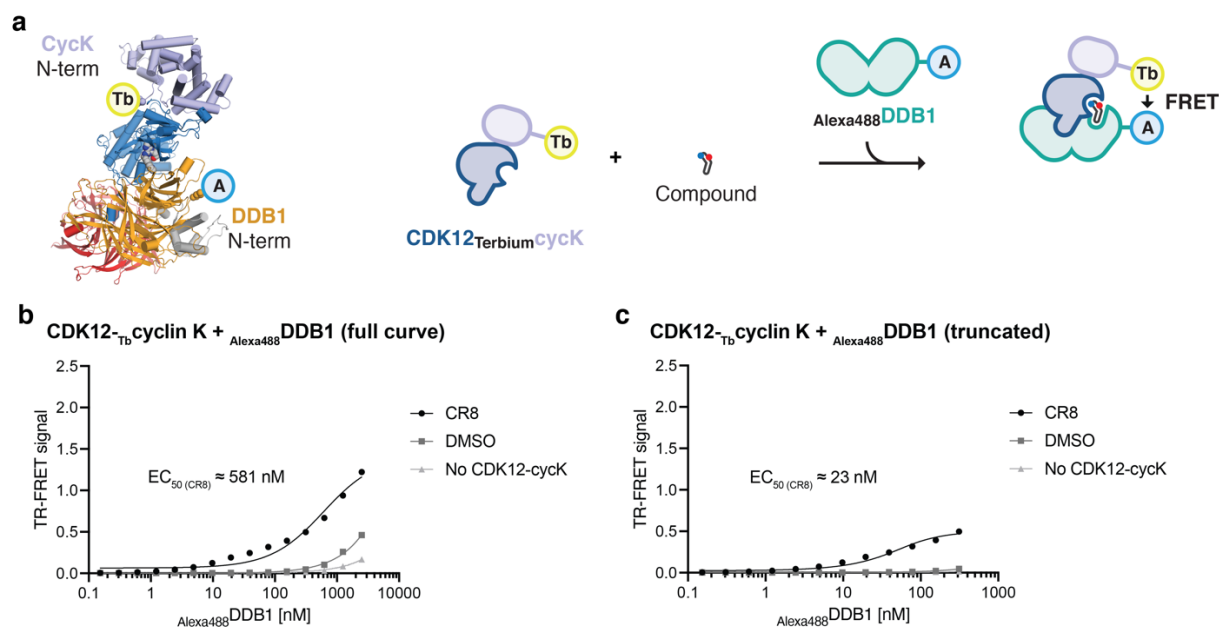 a
CycK
N-term
Tb
A
DDB1
N-term
Tb
CDK12TerbiumcycK
+
Compound
A
Alexa488DDB1
Tb
FRET
A
b
CDK12-Tbcyclin K + Alexa488DDB1 (full curve)
2.5
2.0
1.5
1.0
0.5
0.0
TR-FRET signal
EC50 (CR8) ≈ 581 nM
CR8
DMSO
No CDK12-cycK
0.1 1 10 100 1000 10000
Alexa488DDB1 [nM]
c
CDK12-Tbcyclin K + Alexa488DDB1 (truncated)
2.5
2.0
1.5
1.0
0.5
0.0
TR-FRET signal
EC50 (CR8) ≈ 23 nM
CR8
DMSO
No CDK12-cycK
0.1 1 10 100 1000
Alexa488DDB1 [nM]